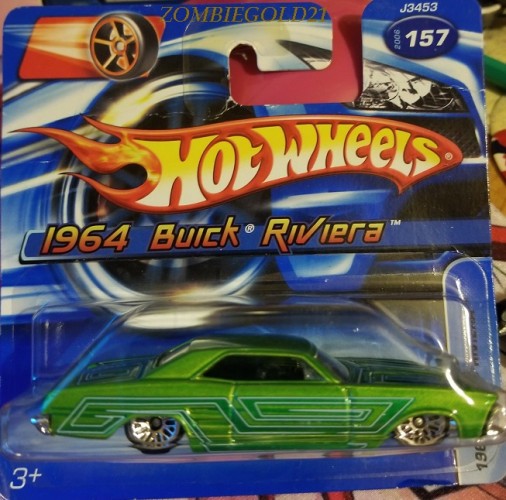 ZOMBIEGOLD21
J3453
2006
157
HOT WHEELS®
1964 Buick® Riviera™
3+